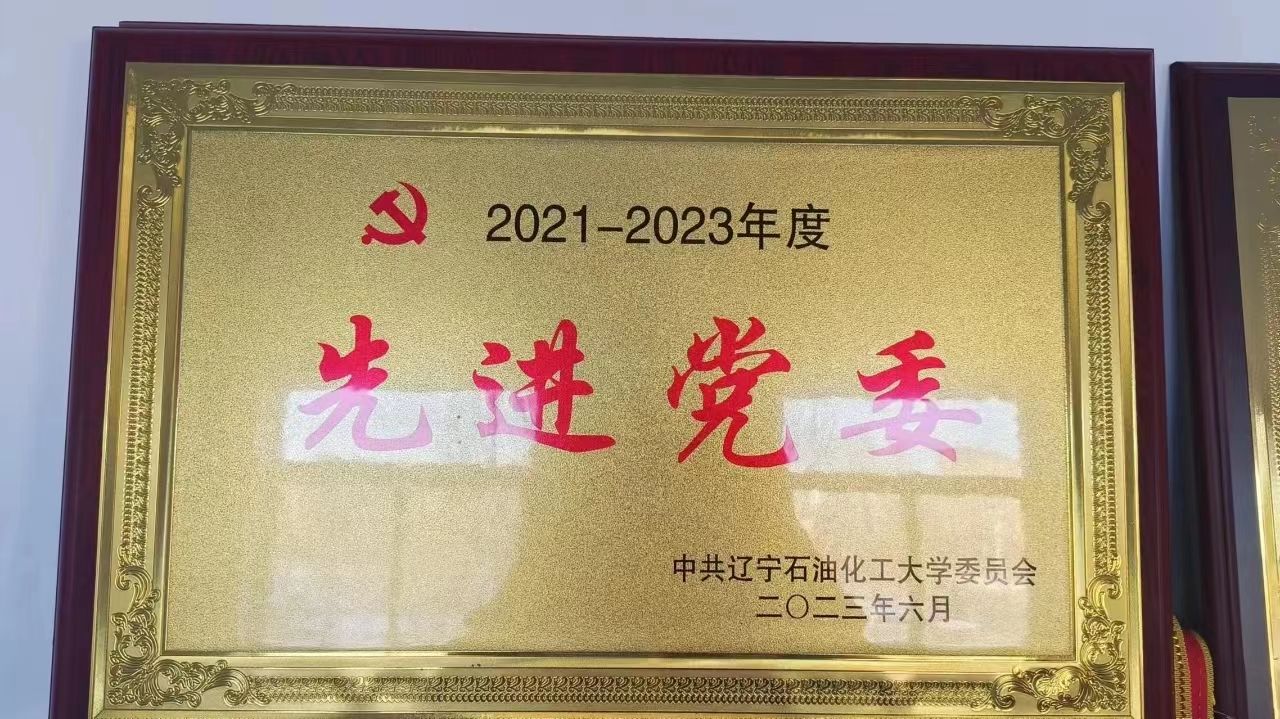 2021-2023年度
先进党委
中共辽宁石油化工大学委员会
二〇二三年六月